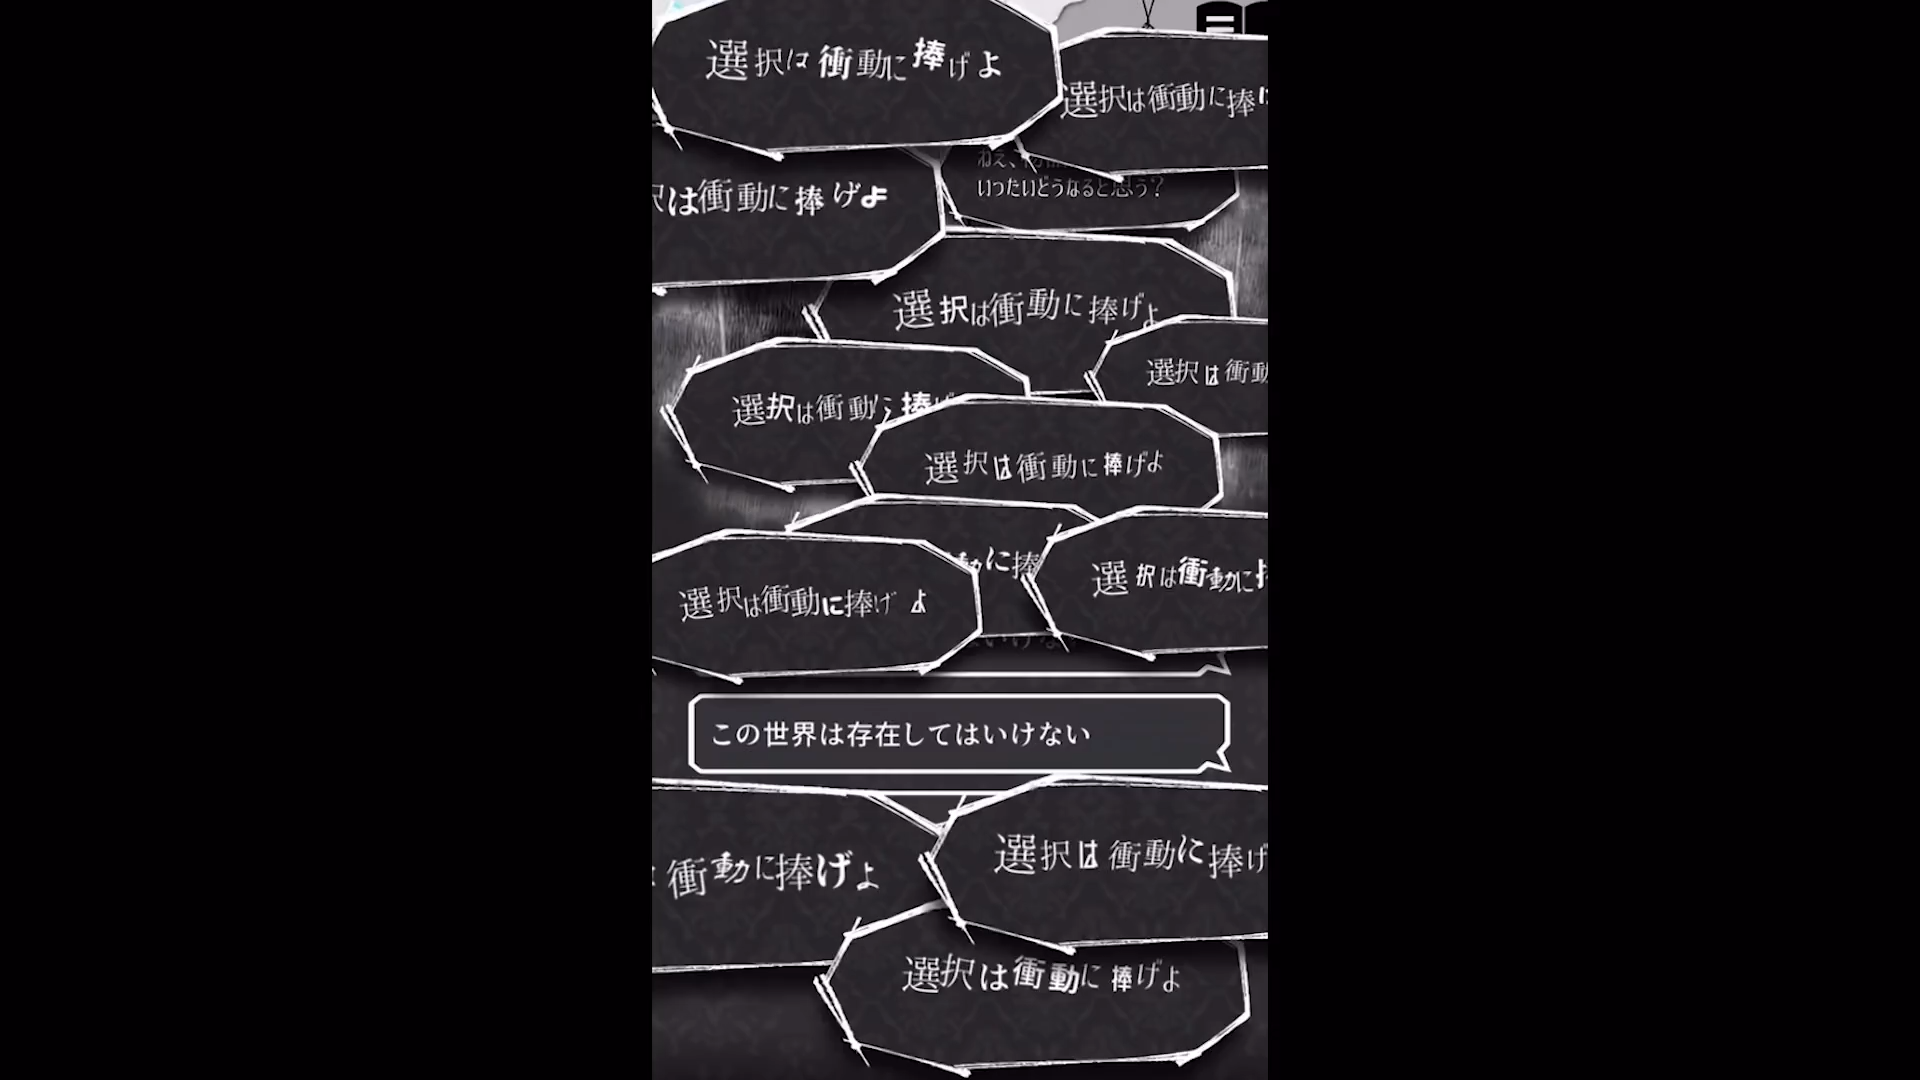 選択は衝動に捧げよ
選択は衝動に捧げ
は衝動に捧げよ
いったいどうなると思う？
選択は衝動に捧げよ
選択は衝動
選択は衝動に捧げ
選択は衝動に捧げよ
に捧
選択は衝動に
選択は衝動に捧げよ
この世界は存在してはいけない
衝動に捧げよ
選択は衝動に捧げ
選択は衝動に捧げよ